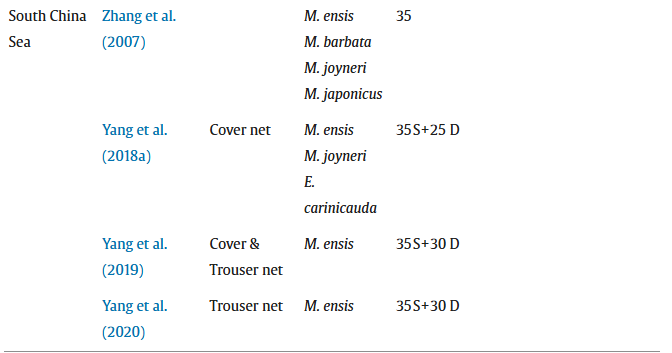 South China Zhang et al. M. ensis 35
Sea (2007) M. barbata
M. joyneri
M. japonicus
Yang et al. Cover net M. ensis 35S+25 D
(2018a) M. joyneri
E.
carinicauda
Yang et al. Cover & M. ensis 35S+30 D
(2019) Trouser net
Yang et al. Trouser net M. ensis 35S+30 D
(2020)